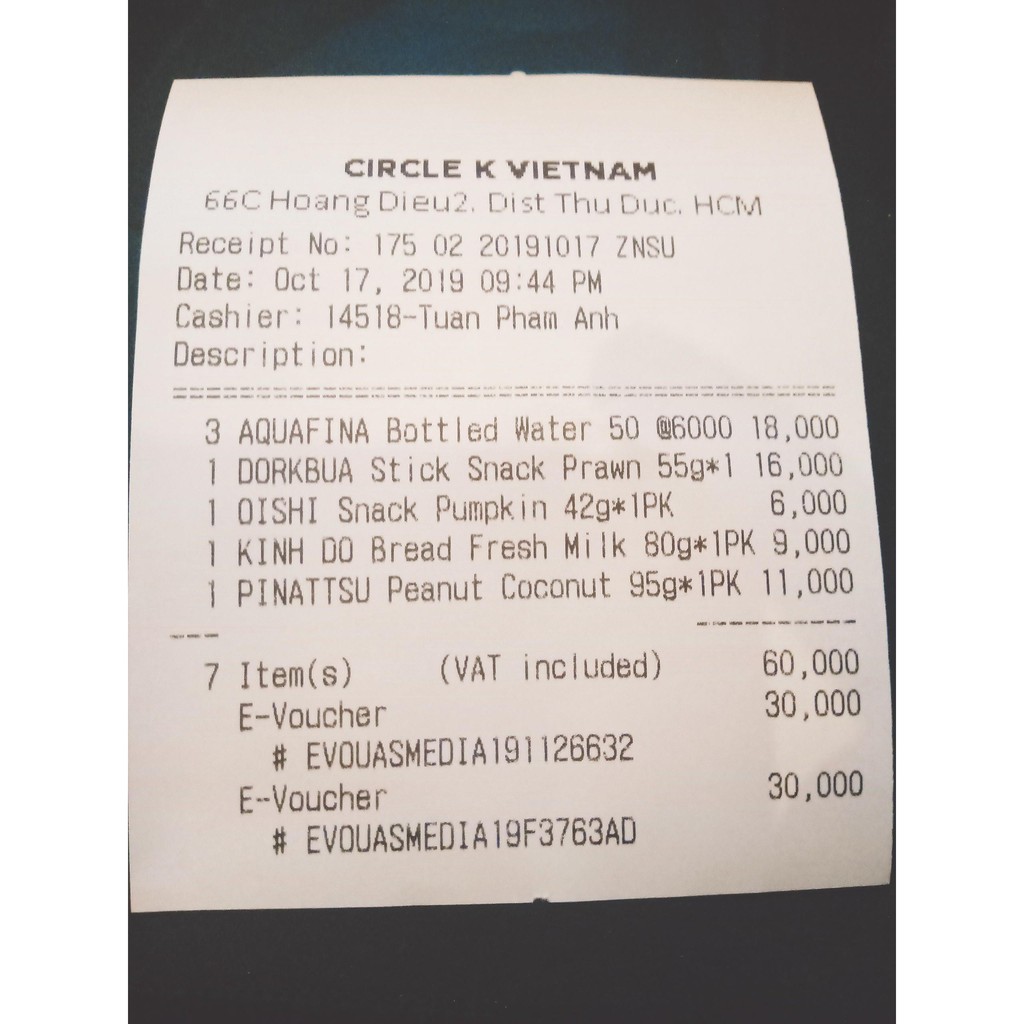 CIRCLE K VIETNAM
66C Hoang Dieu2. Dist Thu Duc. HCM
Receipt No: 175 02 20191017 ZNSU
Date: Oct 17, 2019 09:44 PM
Cashier: 14518-Tuan Pham Anh
Description:
3 AQUAFINA Bottled Water 50 @6000 18,000
1 DORKBUA Stick Snack Prawn 55g*1 16,000
1 OISHI Snack Pumpkin 42g*1PK 6,000
1 KINH DO Bread Fresh Milk 80g*1PK 9,000
1 PINATTSU Peanut Coconut 95g*1PK 11,000
7 Item(s) (VAT included) 60,000
E-Voucher 30,000
# EVOUASMEDIA191126632
E-Voucher 30,000
# EVOUASMEDIA19F3763AD